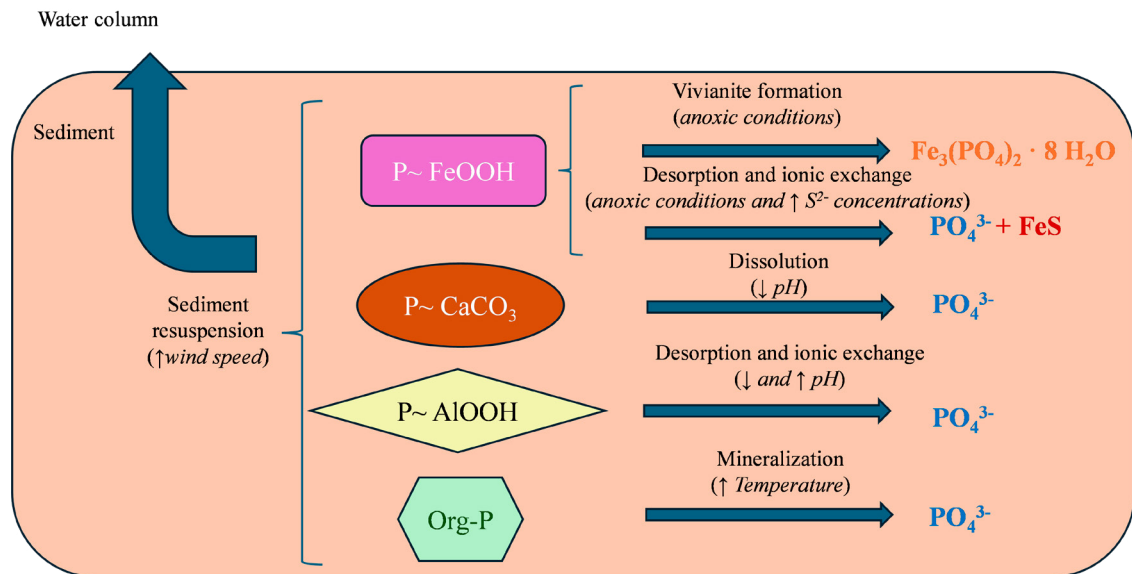 Water column
Sediment
Sediment
resuspension
(↑wind speed)
P~ FeOOH
Vivianite formation
(anoxic conditions)
Fe₃(PO₄)₂ · 8 H₂O
Desorption and ionic exchange
(anoxic conditions and ↑ S²⁻ concentrations)
PO₄³⁻ + FeS
P~ CaCO₃
Dissolution
(↓ pH)
PO₄³⁻
P~ AlOOH
Desorption and ionic exchange
(↓ and ↑ pH)
PO₄³⁻
Org-P
Mineralization
(↑ Temperature)
PO₄³⁻